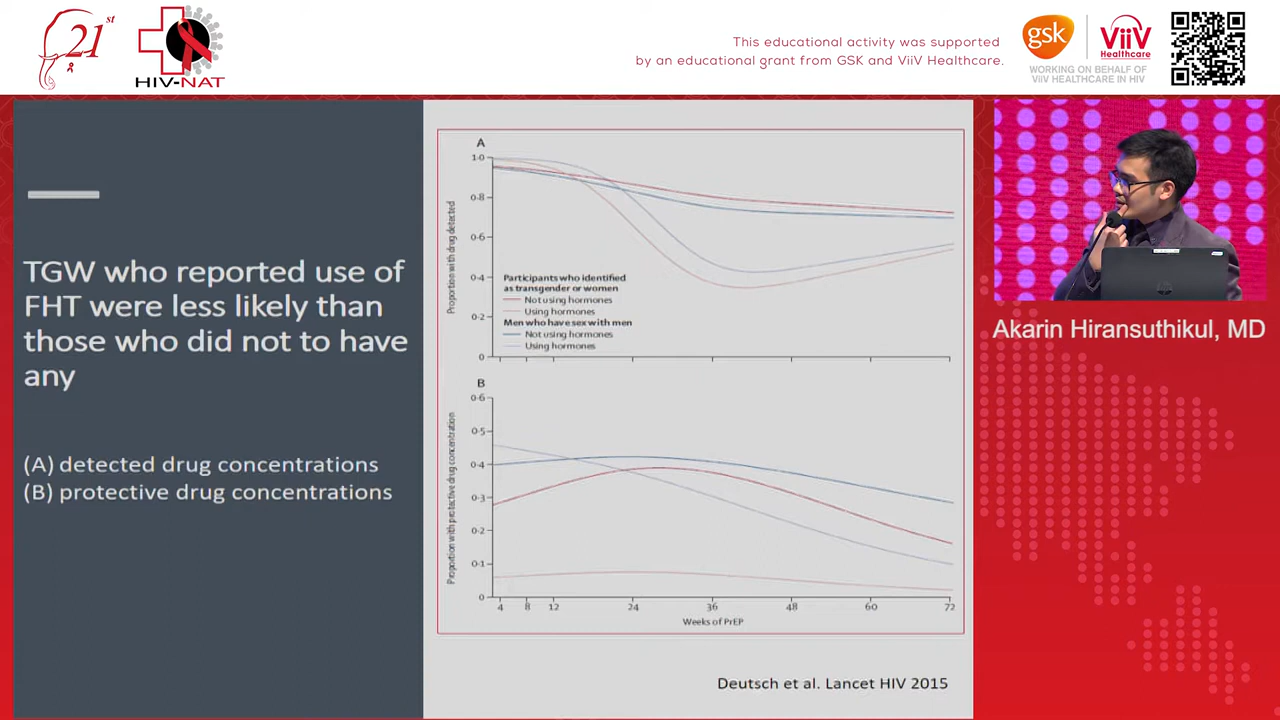 21st
HIV-NAT
This educational activity was supported
by an educational grant from GSK and ViiV Healthcare.
gsk
ViiV
Healthcare
WORKING ON BEHALF OF
ViiV HEALTHCARE IN HIV
TGW who reported use of
FHT were less likely than
those who did not to have
any
(A) detected drug concentrations
(B) protective drug concentrations
A
Proportion with drug detected
1·0
0·8
0·6
0·4
0·2
0
Participants who identified
as transgender or women
Not using hormones
Using hormones
Men who have sex with men
Not using hormones
Using hormones
B
Proportion with protective drug concentration
0·6
0·5
0·4
0·3
0·2
0·1
0
4 8 12 24 36 48 60 72
Weeks of PrEP
Deutsch et al. Lancet HIV 2015
Akarin Hiransuthikul, MD